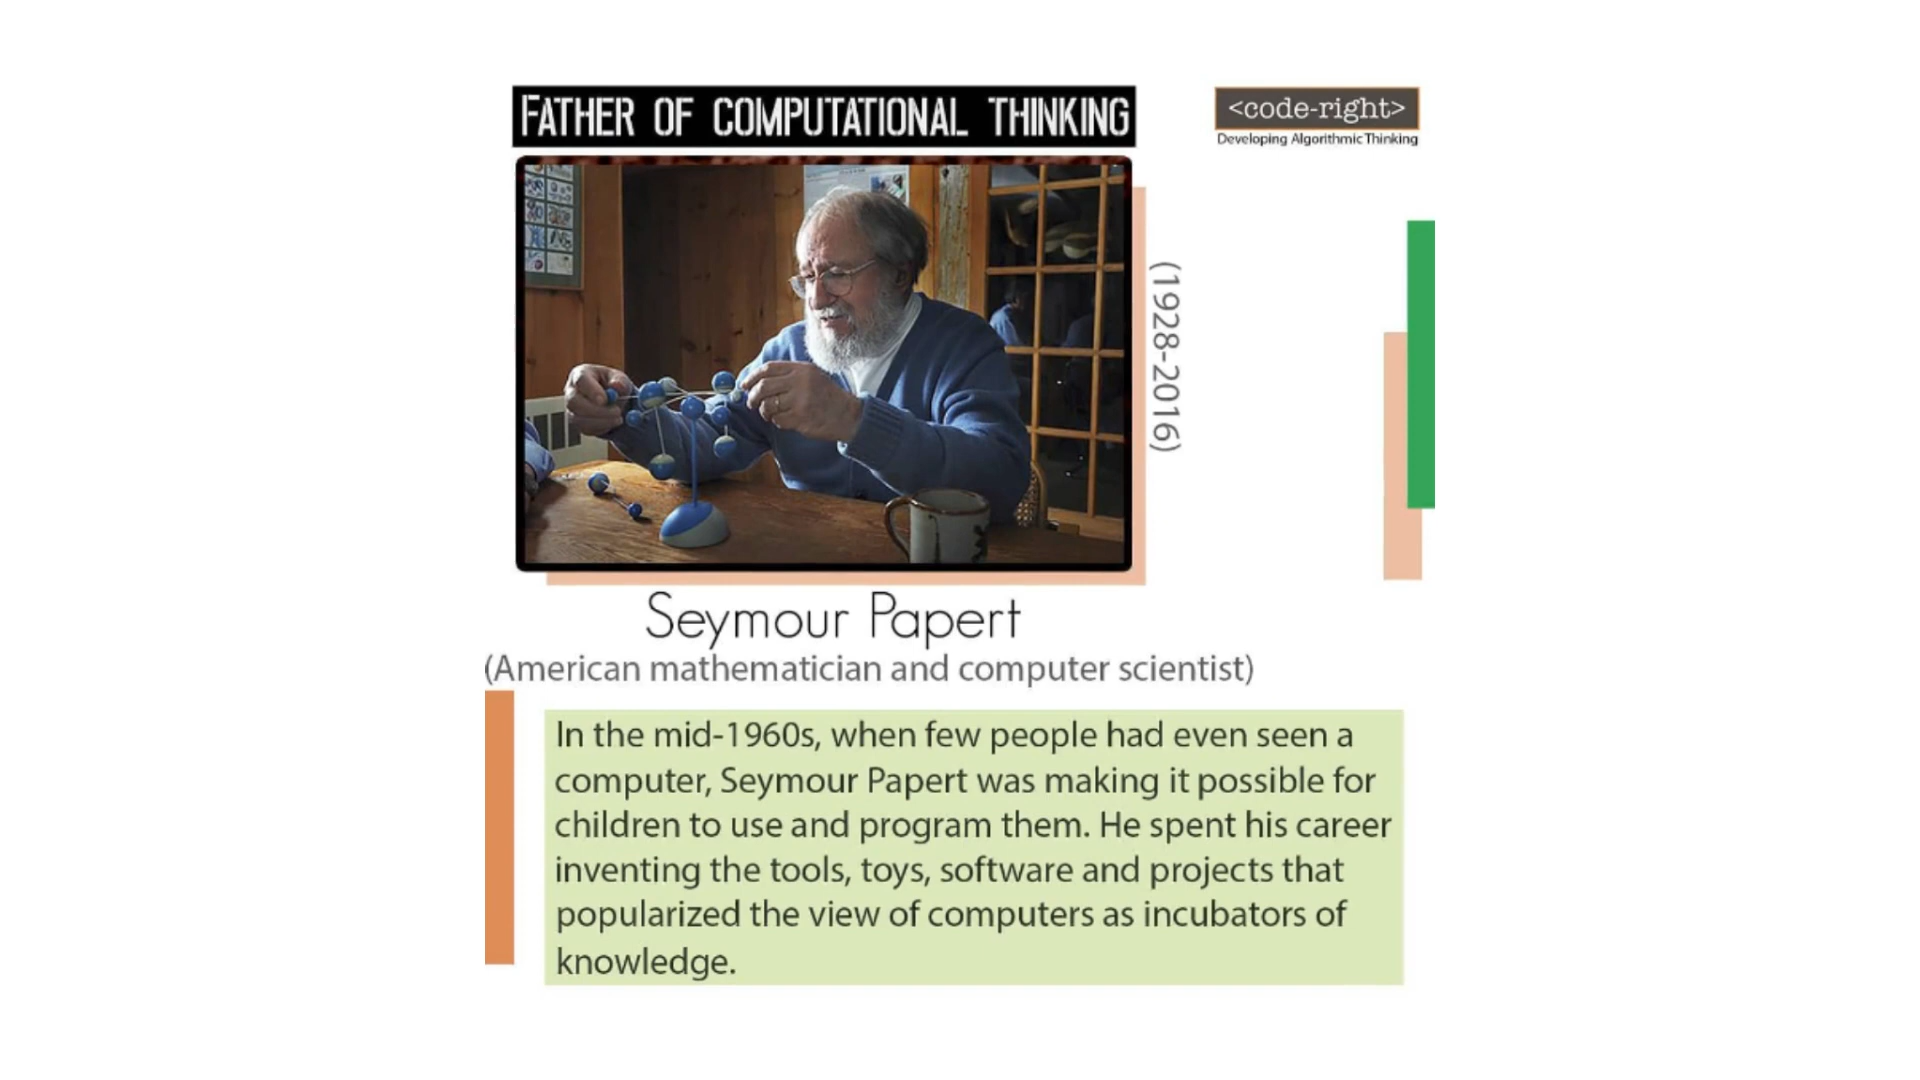 FATHER OF COMPUTATIONAL THINKING
<code-right>
Developing Algorithmic Thinking
(1928-2016)
Seymour Papert
(American mathematician and computer scientist)
In the mid-1960s, when few people had even seen a
computer, Seymour Papert was making it possible for
children to use and program them. He spent his career
inventing the tools, toys, software and projects that
popularized the view of computers as incubators of
knowledge.